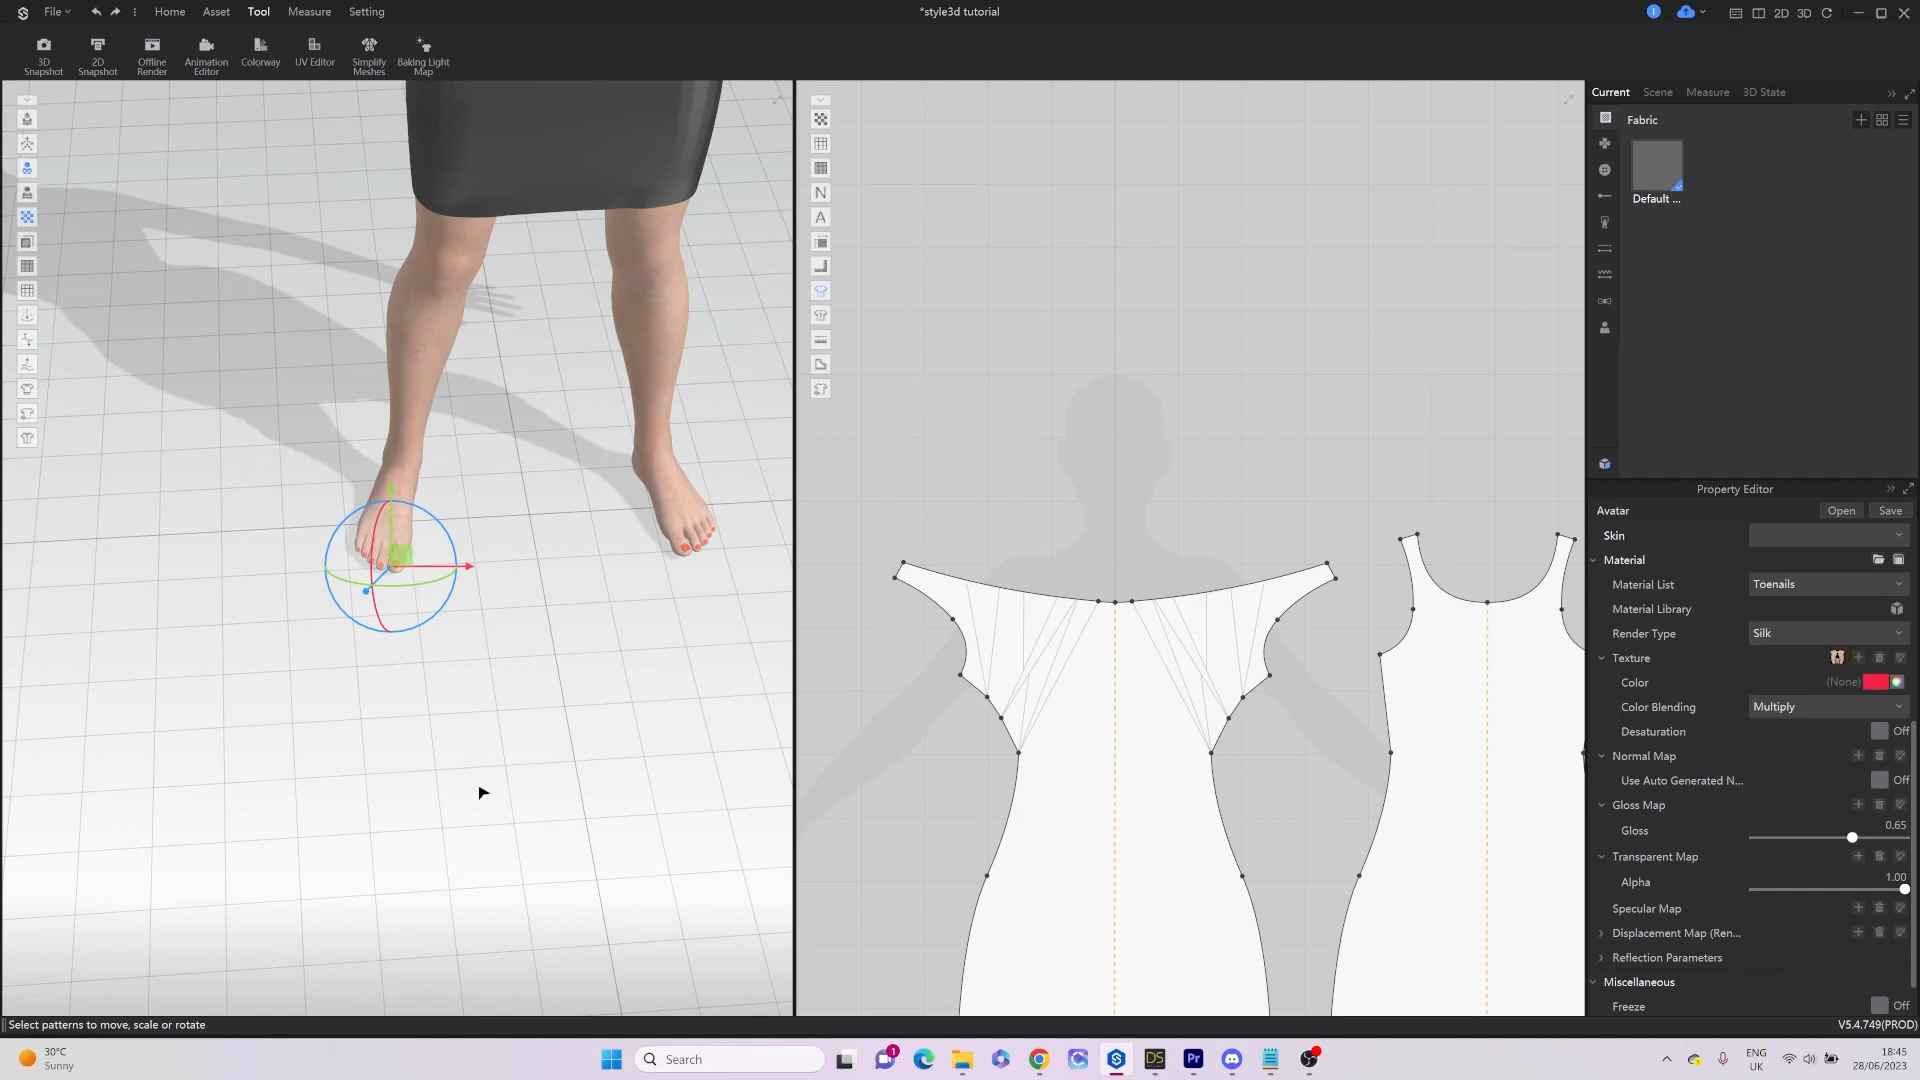 File
Home
Asset
Tool
Measure
Setting
*style3d tutorial
2D
3D
3D
Snapshot
2D
Snapshot
Offline
Render
Animation
Editor
Colorway
UV Editor
Simplify
Meshes
Baking Light
Map
N
A
Current
Scene
Measure
3D State
Fabric
Default ...
Property Editor
Avatar
Open
Save
Skin
Material
Material List
Toenails
Material Library
Render Type
Silk
Texture
Color
(None)
Color Blending
Multiply
Desaturation
Off
Normal Map
Use Auto Generated N...
Off
Gloss Map
Gloss
0.65
Transparent Map
Alpha
1.00
Specular Map
Displacement Map (Ren...
Reflection Parameters
Miscellaneous
Freeze
Off
Select patterns to move, scale or rotate
V5.4.749(PROD)
30°C
Sunny
Search
1
DS
Pr
ENG
UK
18:45
28/06/2023